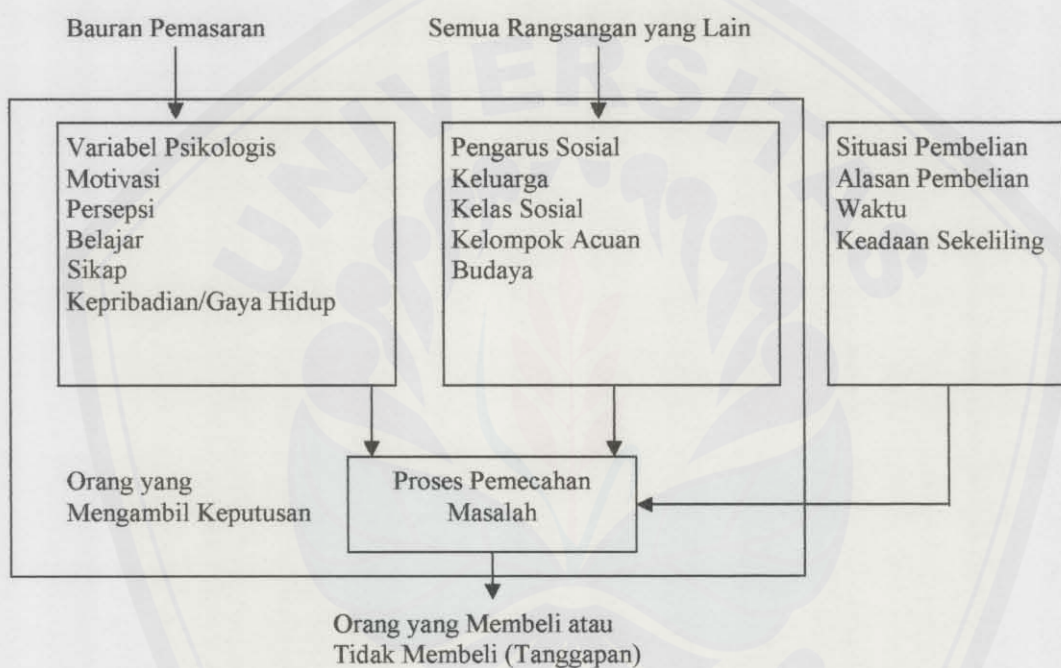 Bauran Pemasaran
Semua Rangsangan yang Lain
Variabel Psikologis
Motivasi
Persepsi
Belajar
Sikap
Kepribadian/Gaya Hidup
Pengarus Sosial
Keluarga
Kelas Sosial
Kelompok Acuan
Budaya
Situasi Pembelian
Alasan Pembelian
Waktu
Keadaan Sekeliling
Orang yang
Mengambil Keputusan
Proses Pemecahan
Masalah
Orang yang Membeli atau
Tidak Membeli (Tanggapan)
UNIVERSITAS